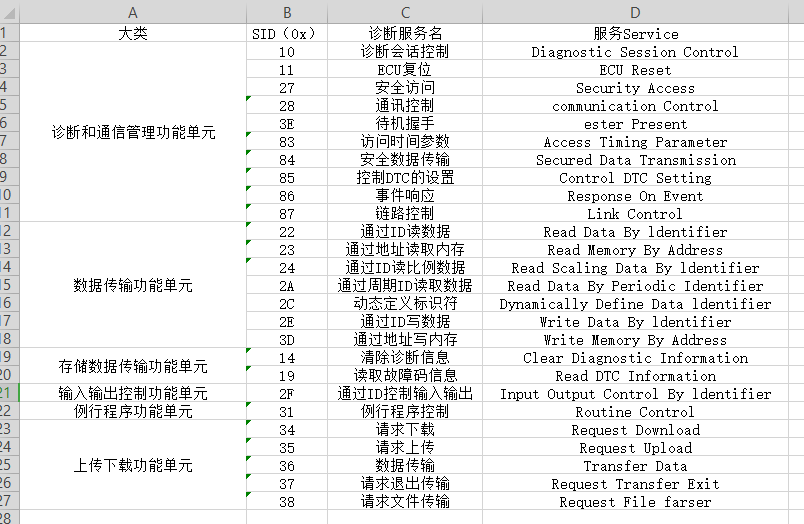 A B C D
1 大类 SID（0x） 诊断服务名 服务Service
2 10 诊断会话控制 Diagnostic Session Control
3 11 ECU复位 ECU Reset
4 27 安全访问 Security Access
5 28 通讯控制 communication Control
6 诊断和通信管理功能单元 3E 待机握手 ester Present
7 83 访问时间参数 Access Timing Parameter
8 84 安全数据传输 Secured Data Transmission
9 85 控制DTC的设置 Control DTC Setting
10 86 事件响应 Response On Event
11 87 链路控制 Link Control
12 22 通过ID读数据 Read Data By ldentifier
13 23 通过地址读取内存 Read Memory By Address
14 24 通过ID读比例数据 Read Scaling Data By ldentifier
15 数据传输功能单元 2A 通过周期ID读取数据 Read Data By Periodic Identifier
16 2C 动态定义标识符 Dynamically Define Data ldentifier
17 2E 通过ID写数据 Write Data By ldentifier
18 3D 通过地址写内存 Write Memory By Address
19 存储数据传输功能单元 14 清除诊断信息 Clear Diagnostic Information
20 19 读取故障码信息 Read DTC Information
21 输入输出控制功能单元 2F 通过ID控制输入输出 Input Output Control By ldentifier
22 例行程序功能单元 31 例行程序控制 Routine Control
23 34 请求下载 Request Download
24 35 请求上传 Request Upload
25 上传下载功能单元 36 数据传输 Transfer Data
26 37 请求退出传输 Request Transfer Exit
27 38 请求文件传输 Request File farser
28